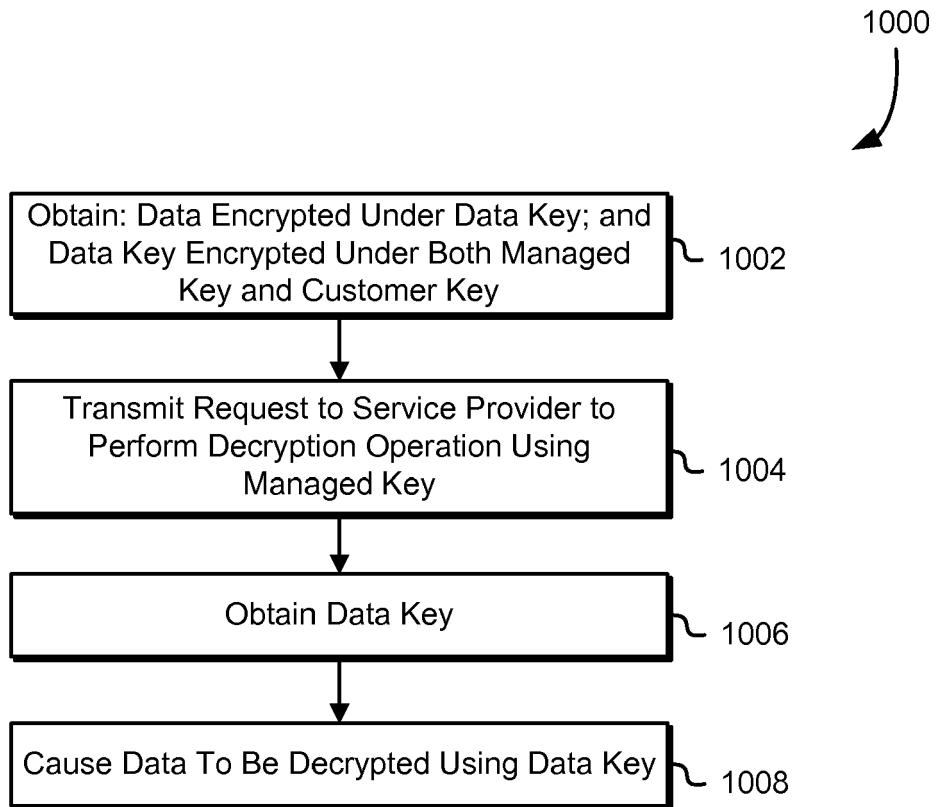 1000
Obtain: Data Encrypted Under Data Key; and
Data Key Encrypted Under Both Managed
Key and Customer Key
1002
Transmit Request to Service Provider to
Perform Decryption Operation Using
Managed Key
1004
Obtain Data Key
1006
Cause Data To Be Decrypted Using Data Key
1008